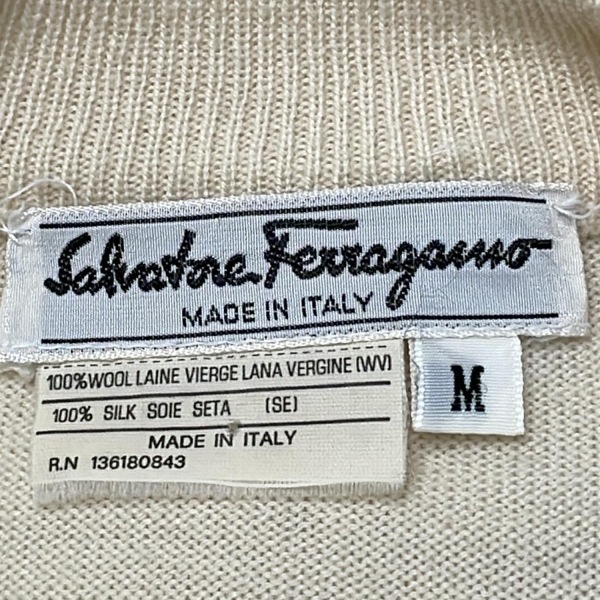 Salvatore Ferragamo
MADE IN ITALY
100% WOOL LAINE VIERGE LANA VERGINE (WV)
100% SILK SOIE SETA (SE)
MADE IN ITALY
R.N 136180843
M